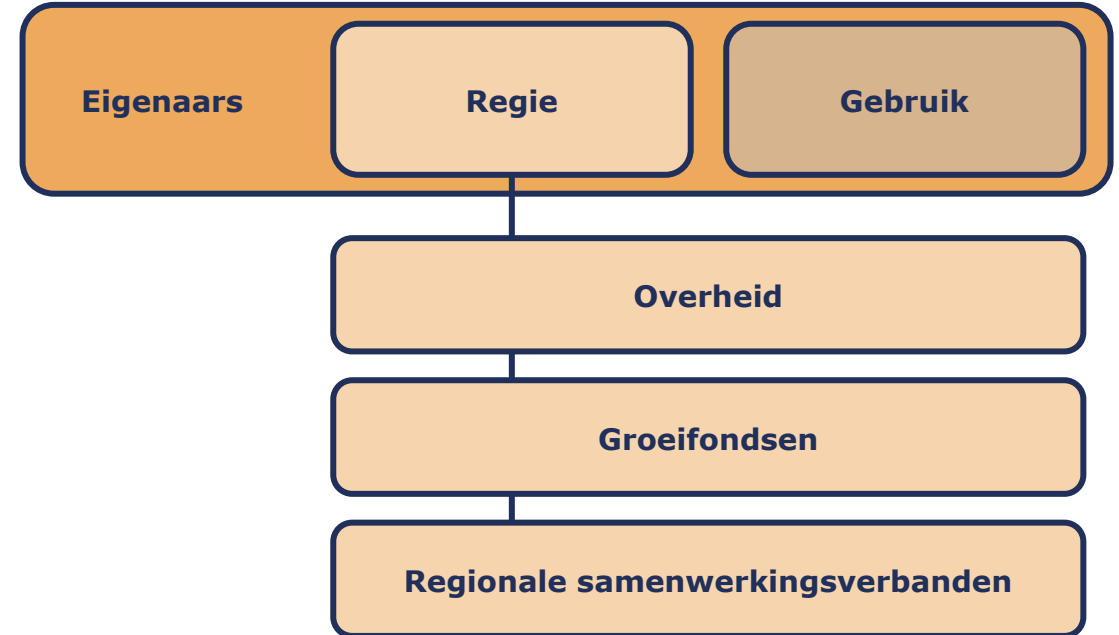 Eigenaars
Regie
Gebruik
Overheid
Groeifondsen
Regionale samenwerkingsverbanden